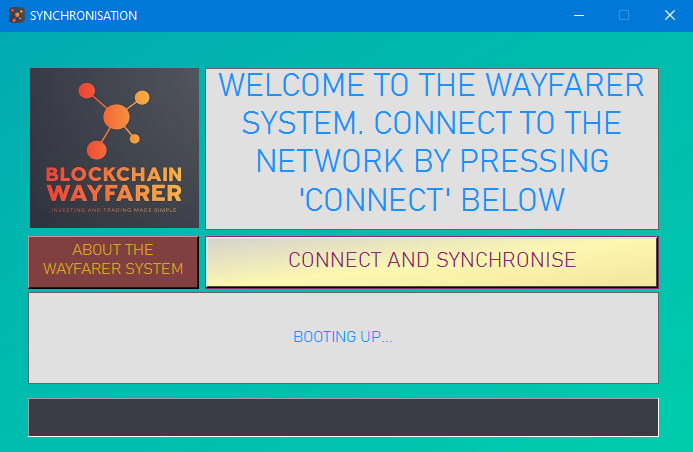 SYNCHRONISATION
WELCOME TO THE WAYFARER
SYSTEM. CONNECT TO THE
NETWORK BY PRESSING
'CONNECT' BELOW
BLOCKCHAIN
WAYFARER
INVESTING AND TRADING MADE SIMPLE
ABOUT THE
WAYFARER SYSTEM
CONNECT AND SYNCHRONISE
BOOTING UP...